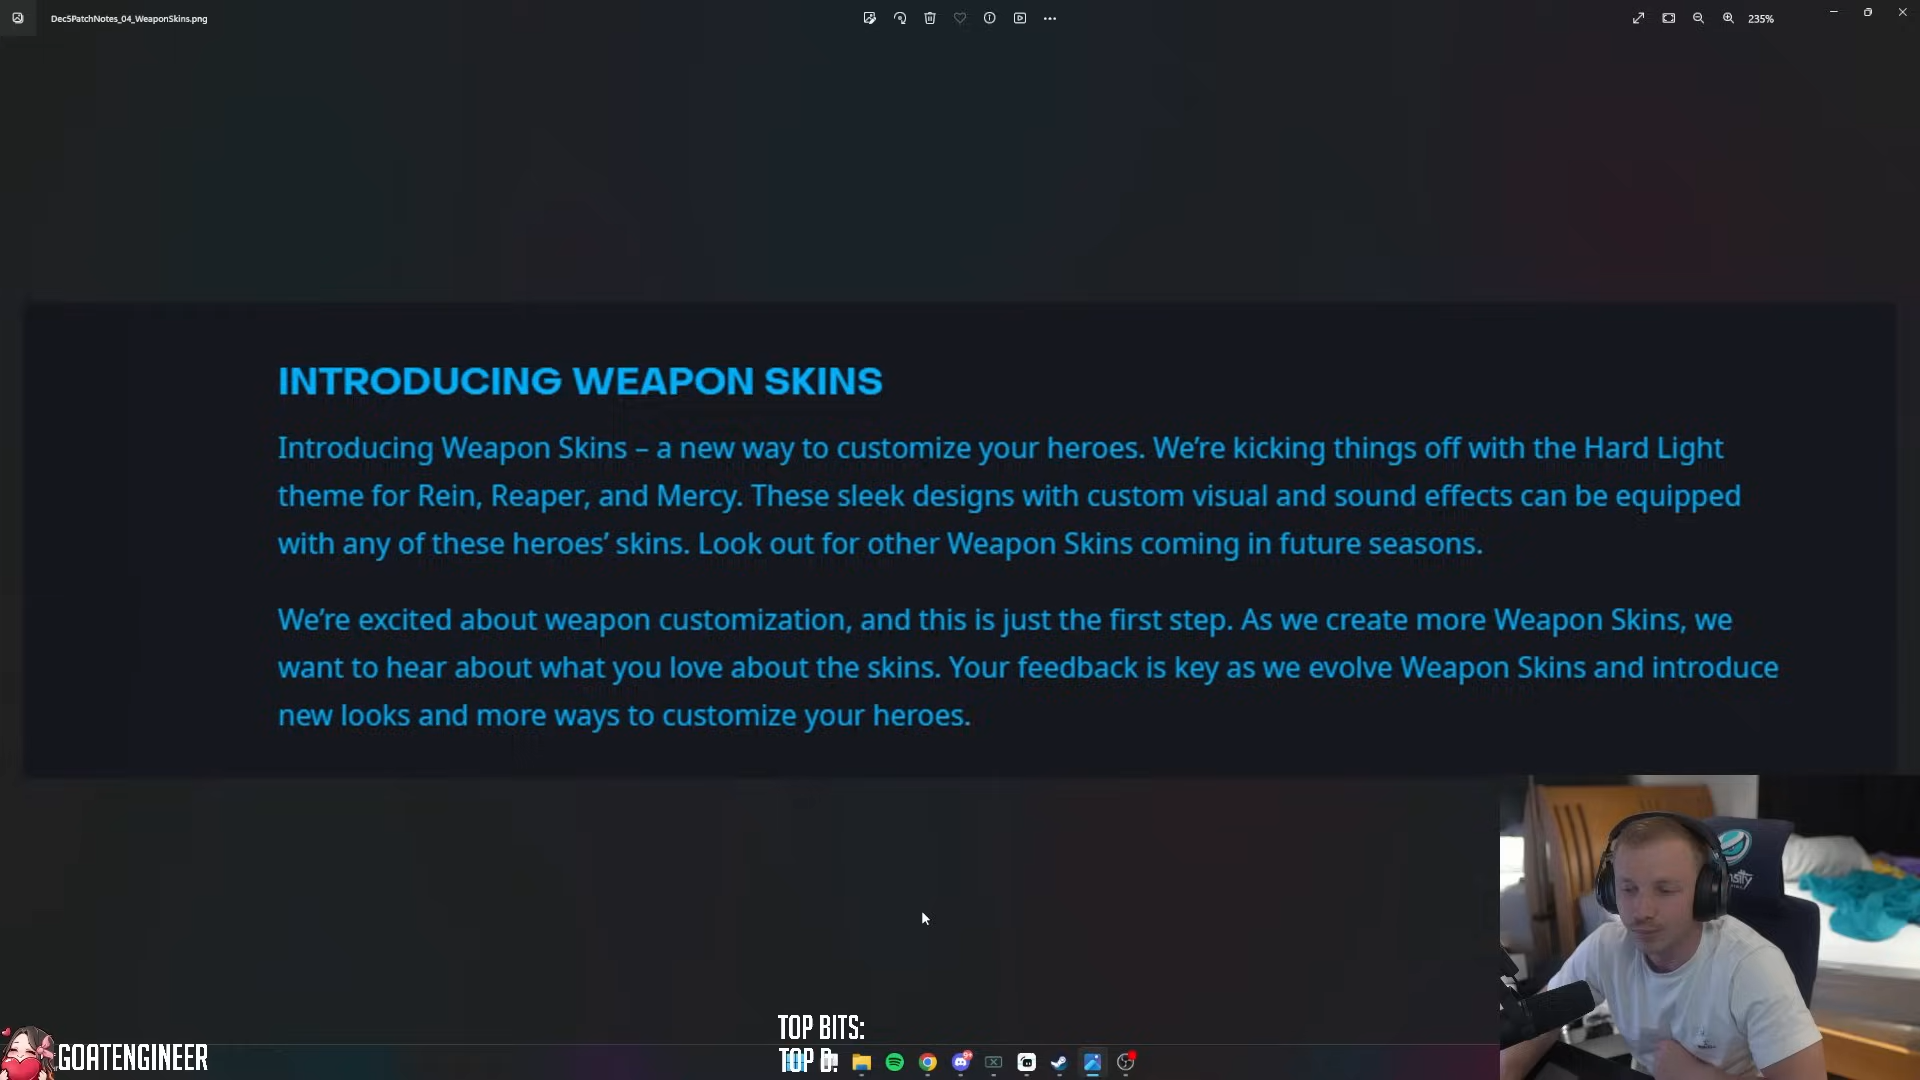 DecSPatchNotes_04_WeaponSkins.png
235%
INTRODUCING WEAPON SKINS
Introducing Weapon Skins – a new way to customize your heroes. We’re kicking things off with the Hard Light
theme for Rein, Reaper, and Mercy. These sleek designs with custom visual and sound effects can be equipped
with any of these heroes’ skins. Look out for other Weapon Skins coming in future seasons.
We’re excited about weapon customization, and this is just the first step. As we create more Weapon Skins, we
want to hear about what you love about the skins. Your feedback is key as we evolve Weapon Skins and introduce
new looks and more ways to customize your heroes.
TOP BITS:
TOP D:
GOATENGINEER